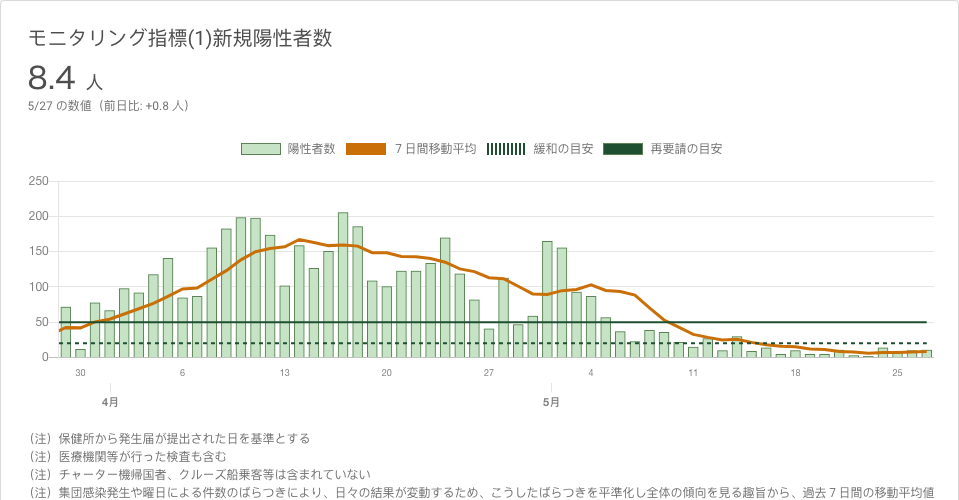 モニタリング指標(1)新規陽性者数
8.4 人
5/27 の数値（前日比: +0.8 人）
陽性者数 ７日間移動平均 緩和の目安 再要請の目安
250
200
150
100
50
0
30 6 13 20 27 4 11 18 25
4月 5月
（注）保健所から発生届が提出された日を基準とする
（注）医療機関等が行った検査も含む
（注）チャーター機帰国者、クルーズ船乗客等は含まれていない
（注）集団感染発生や曜日による件数のばらつきにより、日々の結果が変動するため、こうしたばらつきを平準化し全体の傾向を見る趣旨から、過去７日間の移動平均値